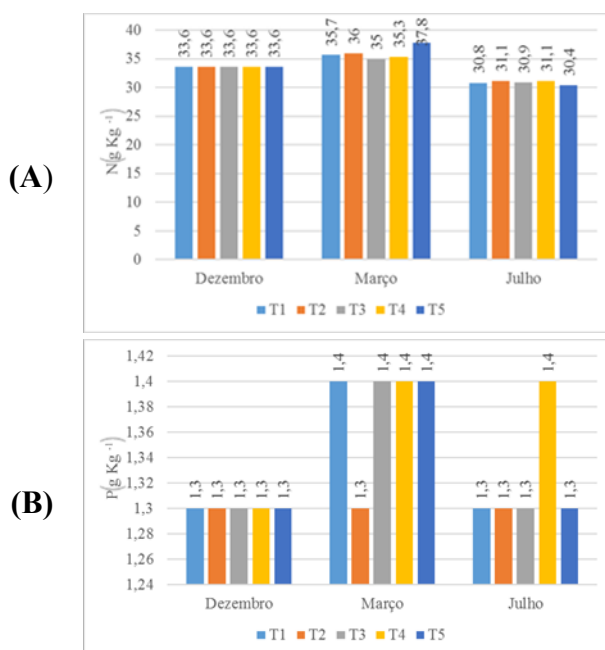 (A)
N(g Kg -1)
40
35
30
25
20
15
10
5
0
33,6 33,6 33,6 33,6 33,6
35,7 36 35 35,3 37,8
30,8 31,1 30,9 31,1 30,4
Dezembro Março Julho
T1 T2 T3 T4 T5
(B)
P(g Kg -1)
1,42
1,4
1,38
1,36
1,34
1,32
1,3
1,28
1,26
1,24
1,3 1,3 1,3 1,3 1,3
1,4 1,3 1,4 1,4 1,4
1,3 1,3 1,3 1,4 1,3
Dezembro Março Julho
T1 T2 T3 T4 T5